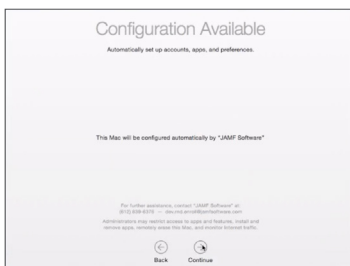 Configuration Available
Automatically set up accounts, apps, and preferences.
This Mac will be configured automatically by "JAMF Software"
For further assistance, contact "JAMF Software" at:
Administrators may restrict access to apps and features, install and
remove apps, remotely erase this Mac, and monitor Internet traffic.
Back
Continue